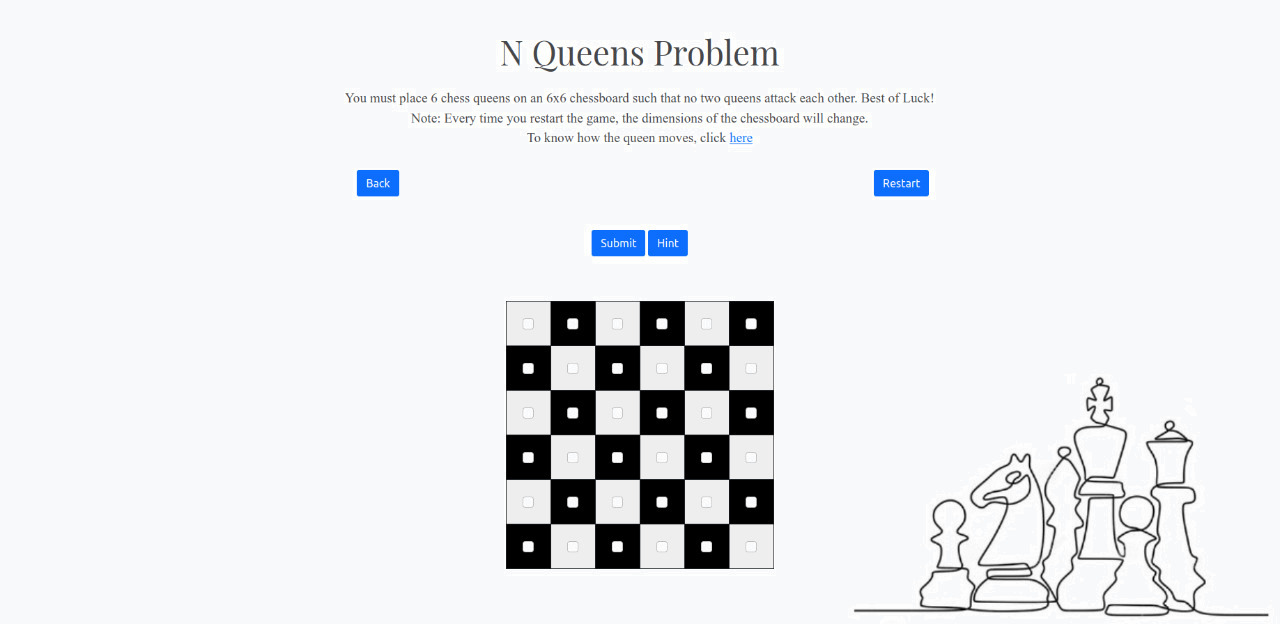 N Queens Problem
You must place 6 chess queens on an 6x6 chessboard such that no two queens attack each other. Best of Luck!
Note: Every time you restart the game, the dimensions of the chessboard will change.
To know how the queen moves, click here
Back
Restart
Submit
Hint